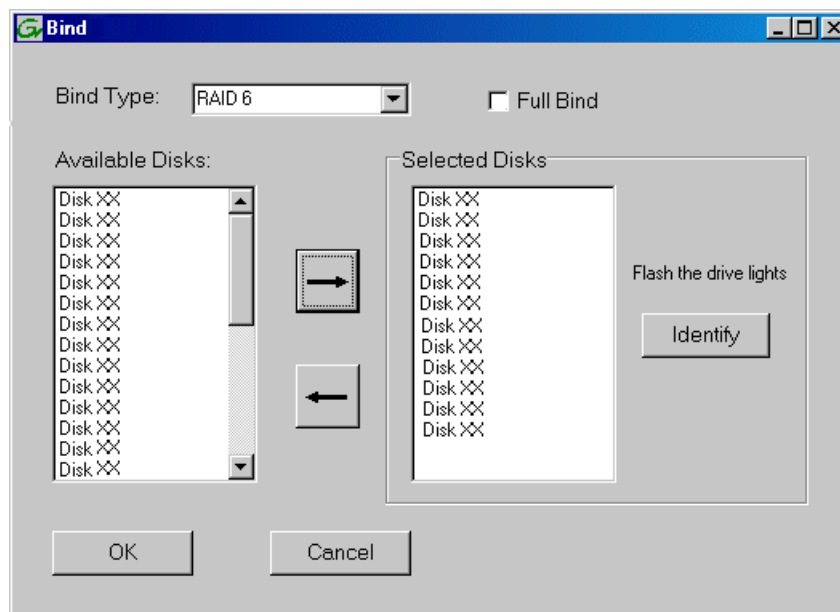 Bind
Bind Type: RAID 6 Full Bind
Available Disks:
Disk XX
Disk XX
Disk XX
Disk XX
Disk XX
Disk XX
Disk XX
Disk XX
Disk XX
Disk XX
Disk XX
Disk XX
Disk XX
Disk XX
Selected Disks
Disk XX
Disk XX
Disk XX
Disk XX
Disk XX
Disk XX
Disk XX
Disk XX
Disk XX
Disk XX
Disk XX
Disk XX
Flash the drive lights
Identify
OK Cancel